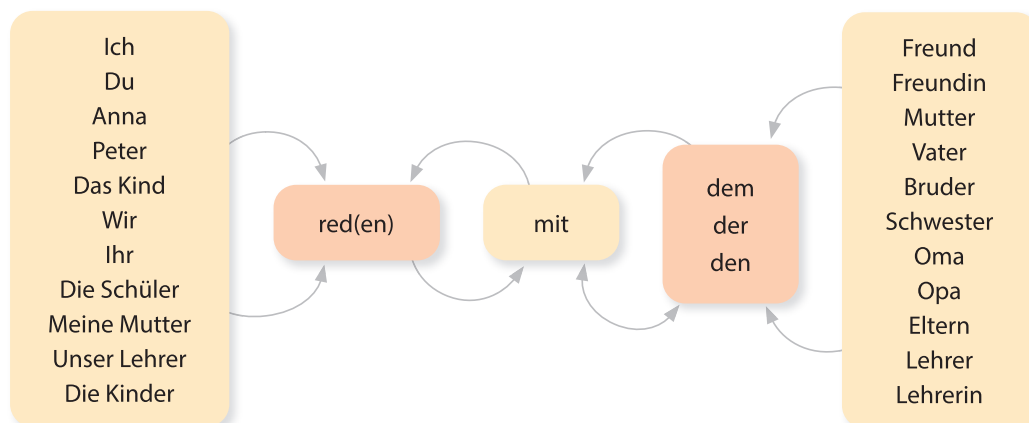 Ich
Du
Anna
Peter
Das Kind
Wir
Ihr
Die Schüler
Meine Mutter
Unser Lehrer
Die Kinder
red(en)
mit
dem
der
den
Freund
Freundin
Mutter
Vater
Bruder
Schwester
Oma
Opa
Eltern
Lehrer
Lehrerin